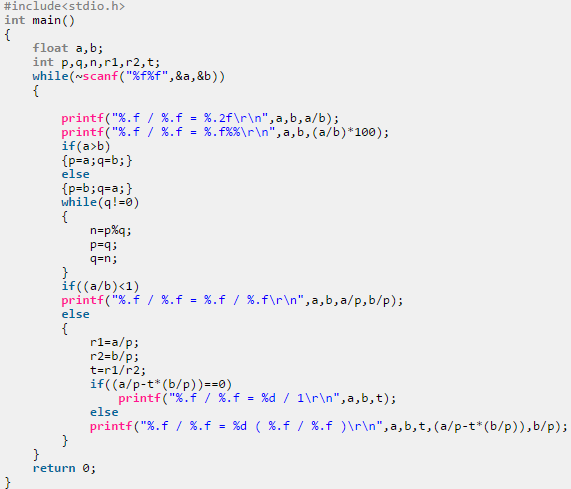 #include<stdio.h>
int main()
{
    float a,b;
    int p,q,n,r1,r2,t;
    while(~scanf("%f%f",&a,&b))
    {
        printf("%.f / %.f = %.2f\r\n",a,b,a/b);
        printf("%.f / %.f = %.f%%\r\n",a,b,(a/b)*100);
        if(a>b)
        {p=a;q=b;}
        else
        {p=b;q=a;}
        while(q!=0)
        {
            n=p%q;
            p=q;
            q=n;
        }
        if((a/b)<1)
        printf("%.f / %.f = %.f / %.f\r\n",a,b,a/p,b/p);
        else
        {
            r1=a/p;
            r2=b/p;
            t=r1/r2;
            if((a/p-t*(b/p))==0)
                printf("%.f / %.f = %d / 1\r\n",a,b,t);
            else
            printf("%.f / %.f = %d ( %.f / %.f )\r\n",a,b,t,(a/p-t*(b/p)),b/p);
        }
    }
    return 0;
}